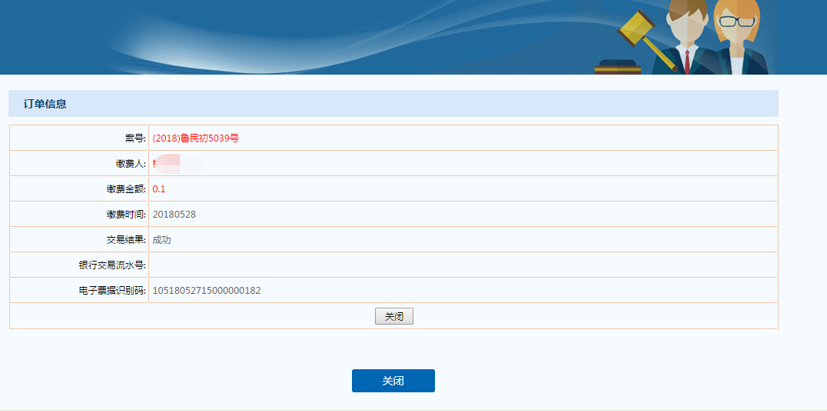 订单信息
案号: (2018)鲁民初5039号
缴费人:
缴费金额: 0.1
缴费时间: 20180528
交易结果: 成功
银行交易流水号:
电子票据识别码: 10518052715000000182
关闭
关闭